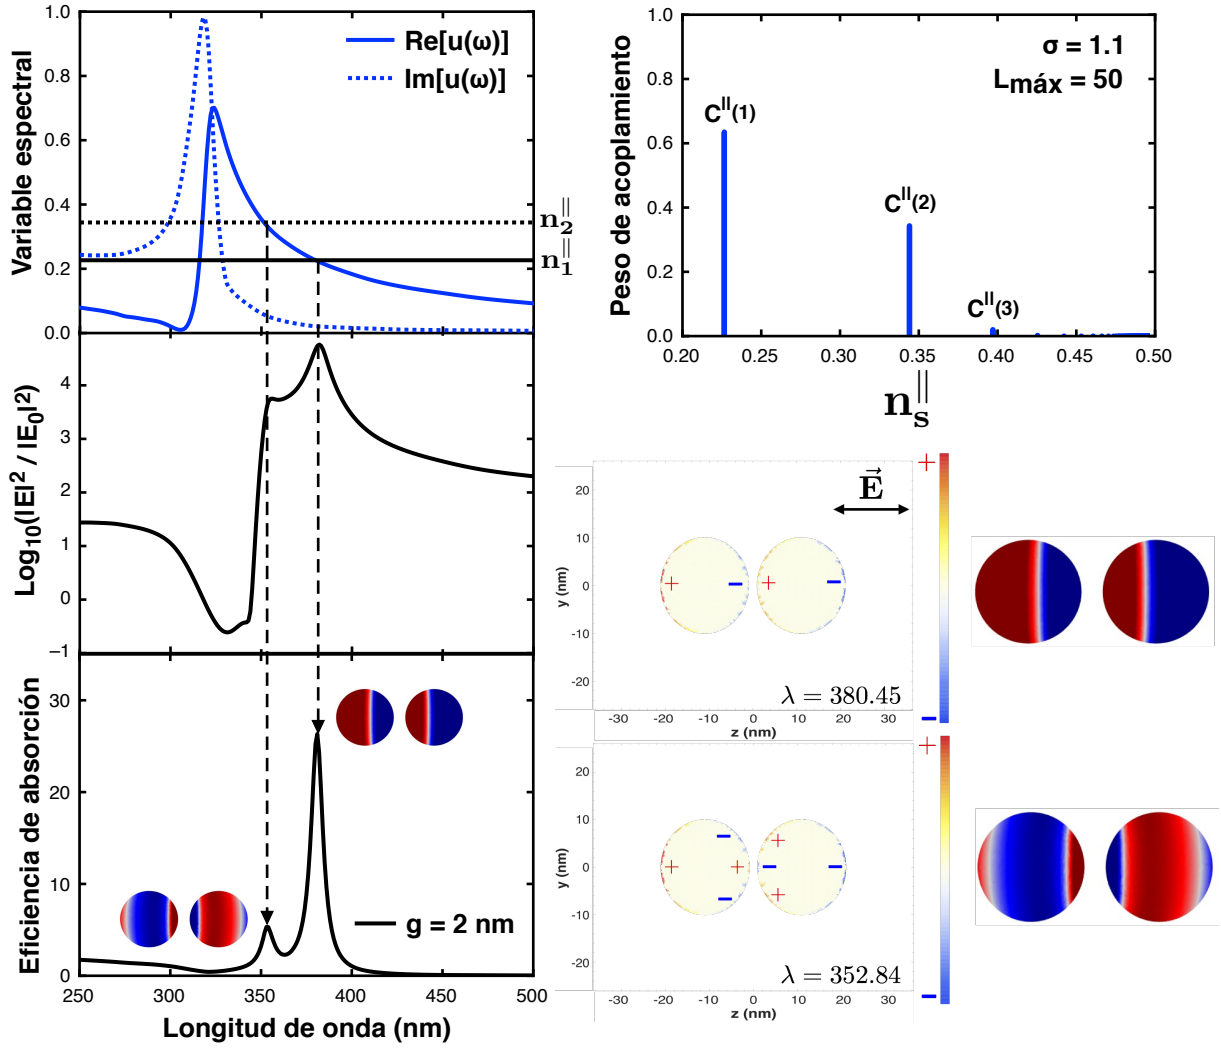 Variable espectral
1.0
0.8
0.6
0.4
0.2
0.0
Re[u(ω)]
Im[u(ω)]
n₂^||
n₁^||
Log₁₀(|E|² / |E₀|²)
4
3
2
1
0
−1
Eficiencia de absorción
30
20
10
0
g = 2 nm
250 300 350 400 450 500
Longitud de onda (nm)
Peso de acoplamiento
1.0
0.8
0.6
0.4
0.2
0.0
σ = 1.1
Lmáx = 50
C^||(1)
C^||(2)
C^||(3)
0.20 0.25 0.30 0.35 0.40 0.45 0.50
nₛ^||
y (nm)
20
10
0
-10
-20
E⃗
+ − + −
λ = 380.45
-30 -20 -10 0 10 20 30
z (nm)
+
−
y (nm)
20
10
0
-10
-20
− +
+ + − −
− +
λ = 352.84
-30 -20 -10 0 10 20 30
z (nm)
+
−